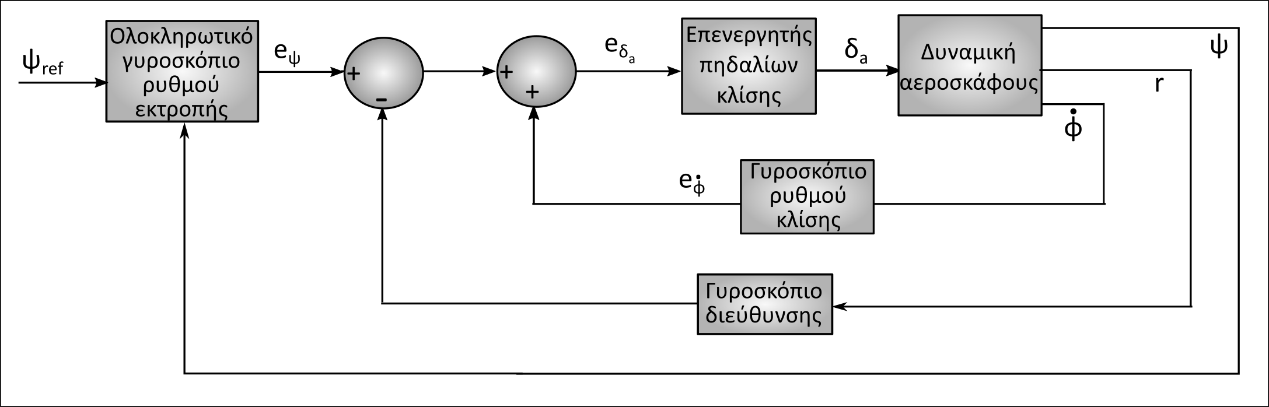 ψref
Ολοκληρωτικό
γυροσκόπιο
ρυθμού
εκτροπής
eψ
+
-
+
+
eδa
Επενεργητής
πηδαλίων
κλίσης
δa
Δυναμική
αεροσκάφους
ψ
r
φ̇
eφ̇
Γυροσκόπιο
ρυθμού
κλίσης
Γυροσκόπιο
διεύθυνσης